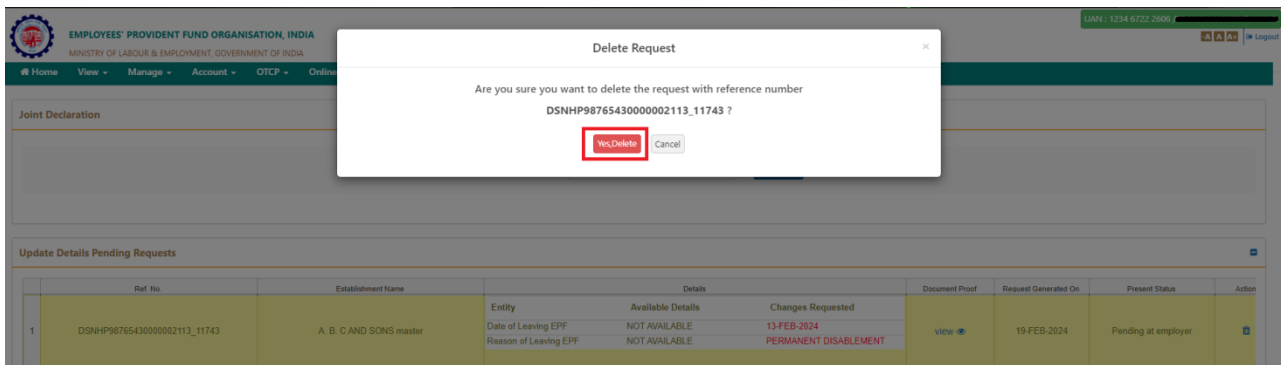 UAN : 1234 6722 2606 /
EMPLOYEES' PROVIDENT FUND ORGANISATION, INDIA
MINISTRY OF LABOUR & EMPLOYMENT, GOVERNMENT OF INDIA
-A A A+ Logout
Home View Manage Account OTCP Online
Delete Request ×
Are you sure you want to delete the request with reference number
DSNHP98765430000002113_11743 ?
Yes,Delete Cancel
Joint Declaration
Update Details Pending Requests
Ref. No. Establishment Name Details Document Proof Request Generated On Present Status Action
Entity Available Details Changes Requested
1 DSNHP98765430000002113_11743 A. B. C AND SONS master Date of Leaving EPF NOT AVAILABLE 13-FEB-2024 view 19-FEB-2024 Pending at employer
Reason of Leaving EPF NOT AVAILABLE PERMANENT DISABLEMENT